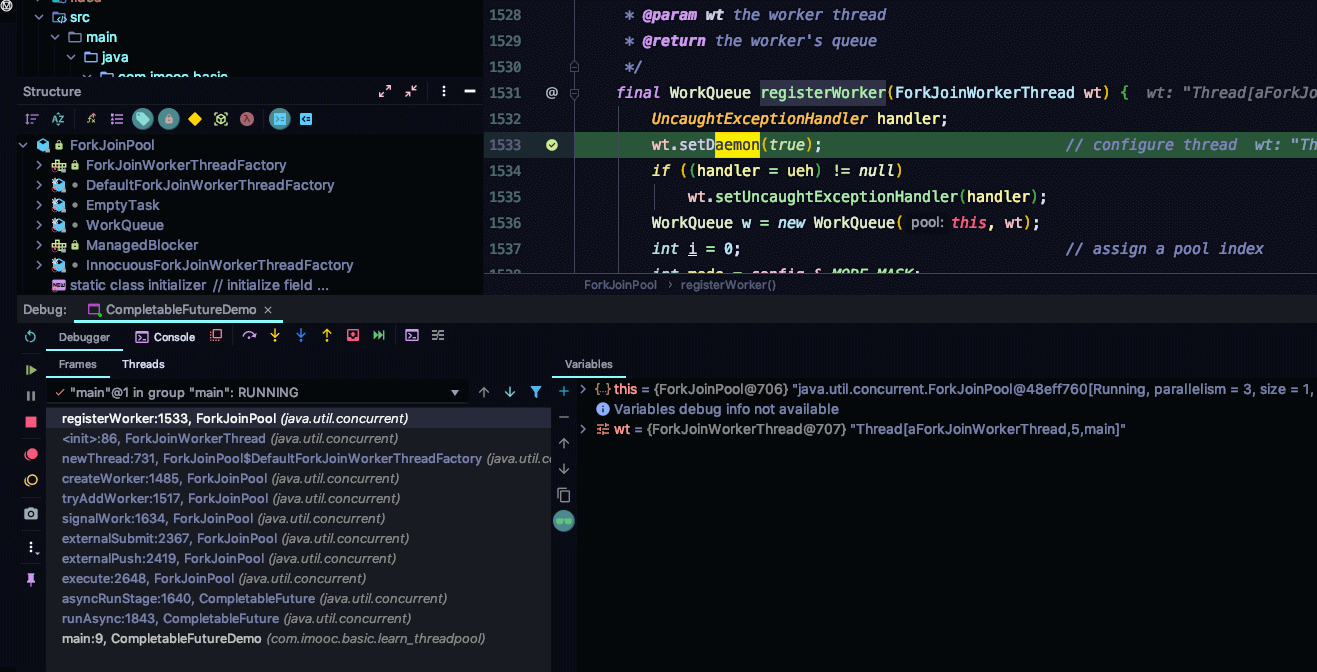 src
main
java
com.imooc.basic
Structure
ForkJoinPool
ForkJoinWorkerThreadFactory
DefaultForkJoinWorkerThreadFactory
EmptyTask
WorkQueue
ManagedBlocker
InnocuousForkJoinWorkerThreadFactory
static class initializer // initialize field ...
1528 * @param wt the worker thread
1529 * @return the worker's queue
1530 */
1531 @ final WorkQueue registerWorker(ForkJoinWorkerThread wt) { wt: "Thread[aForkJo
1532 UncaughtExceptionHandler handler;
1533 wt.setDaemon(true); // configure thread wt: "Th
1534 if ((handler = ueh) != null)
1535 wt.setUncaughtExceptionHandler(handler);
1536 WorkQueue w = new WorkQueue( pool: this, wt);
1537 int i = 0; // assign a pool index
1538 int mode = config & MODE_MASK;
ForkJoinPool › registerWorker()
Debug: CompletableFutureDemo ×
Debugger Console
Frames Threads
"main"@1 in group "main": RUNNING
registerWorker:1533, ForkJoinPool (java.util.concurrent)
<init>:86, ForkJoinWorkerThread (java.util.concurrent)
newThread:731, ForkJoinPool$DefaultForkJoinWorkerThreadFactory (java.util.co
createWorker:1485, ForkJoinPool (java.util.concurrent)
tryAddWorker:1517, ForkJoinPool (java.util.concurrent)
signalWork:1634, ForkJoinPool (java.util.concurrent)
externalSubmit:2367, ForkJoinPool (java.util.concurrent)
externalPush:2419, ForkJoinPool (java.util.concurrent)
execute:2648, ForkJoinPool (java.util.concurrent)
asyncRunStage:1640, CompletableFuture (java.util.concurrent)
runAsync:1843, CompletableFuture (java.util.concurrent)
main:9, CompletableFutureDemo (com.imooc.basic.learn_threadpool)
Variables
this = {ForkJoinPool@706} "java.util.concurrent.ForkJoinPool@48eff760[Running, parallelism = 3, size = 1,
Variables debug info not available
wt = {ForkJoinWorkerThread@707} "Thread[aForkJoinWorkerThread,5,main]"